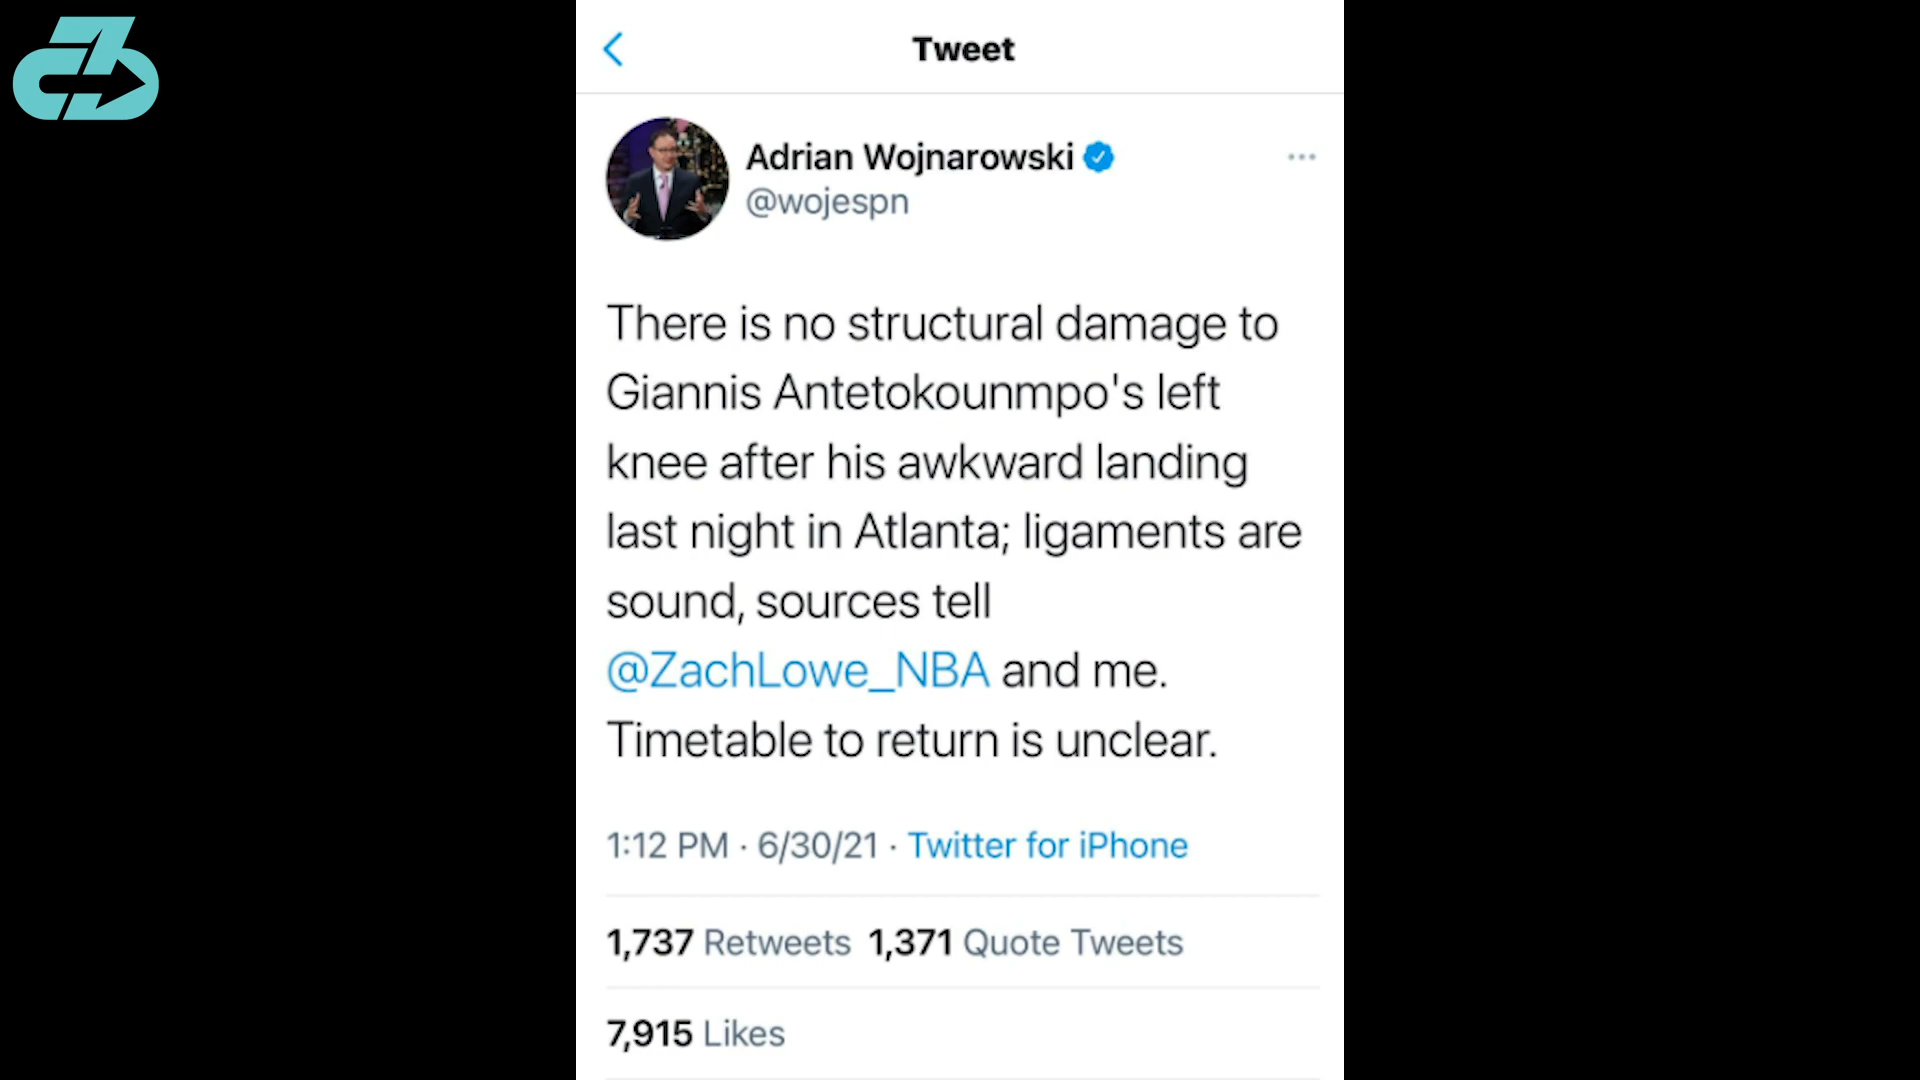 Tweet
Adrian Wojnarowski
@wojespn
There is no structural damage to
Giannis Antetokounmpo's left
knee after his awkward landing
last night in Atlanta; ligaments are
sound, sources tell
@ZachLowe_NBA and me.
Timetable to return is unclear.
1:12 PM · 6/30/21 · Twitter for iPhone
1,737 Retweets 1,371 Quote Tweets
7,915 Likes